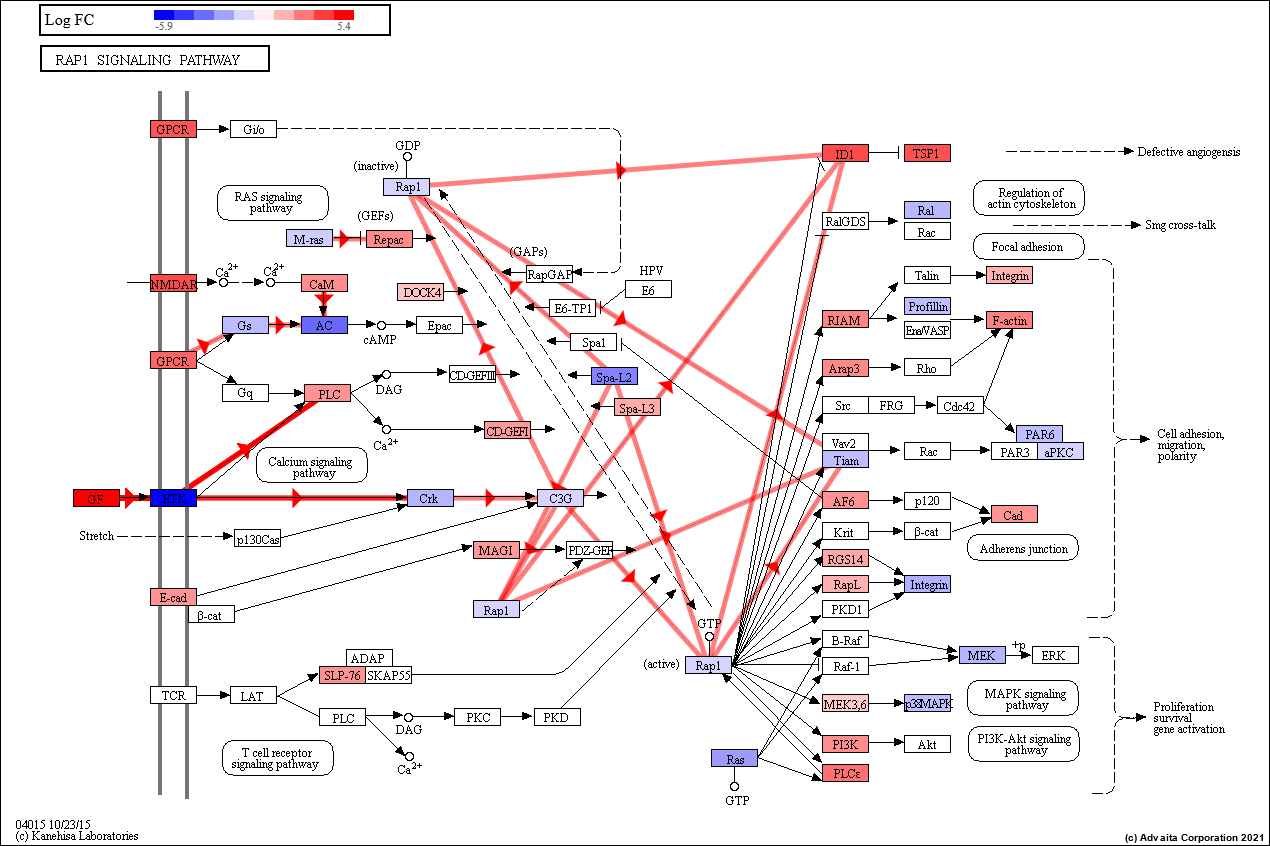 Log FC
-5.9 5.4
RAP1 SIGNALING PATHWAY
GPCR
Gi/o
GDP
(inactive)
Rap1
ID1
TSP1
Defective angiogensis
RAS signaling
pathway
Regulation of
actin cytoskeleton
(GEFs)
M-ras
Repac
RalGDS
Ral
Rac
Smg cross-talk
Focal adhesion
(GAPs)
NMDAR
Ca2+
Ca2+
CaM
RapGAP
HPV
E6
Talin
Integrin
DOCK4
E6-TP1
Profillin
Gs
AC
cAMP
Epac
RIAM
Ena/VASP
F-actin
Spa1
GPCR
Gq
PLC
DAG
CD-GEFIII
Spa-L2
Arap3
Rho
Spa-L3
Src
FRG
Cdc42
Ca2+
CD-GEFI
PAR6
Vav2
Tiam
Rac
PAR3
aPKC
Cell adhesion,
migration,
polarity
Calcium signaling
pathway
GF
RTK
Crk
C3G
AF6
p120
Cad
Stretch
p130Cas
Krit
β-cat
MAGI
PDZ-GEF
Adherens junction
RGS14
E-cad
β-cat
Rap1
RapL
Integrin
PKD1
GTP
B-Raf
+p
ADAP
(active)
Rap1
Raf-1
MEK
ERK
SLP-76
SKAP55
TCR
LAT
MEK3,6
p38MAPK
MAPK signaling
pathway
PLC
DAG
PKC
PKD
Proliferation
survival
gene activation
PI3K
Akt
PI3K-Akt signaling
pathway
T cell receptor
signaling pathway
Ca2+
Ras
PLCε
GTP
04015 10/23/15
(c) Kanehisa Laboratories
(c) Advaita Corporation 2021